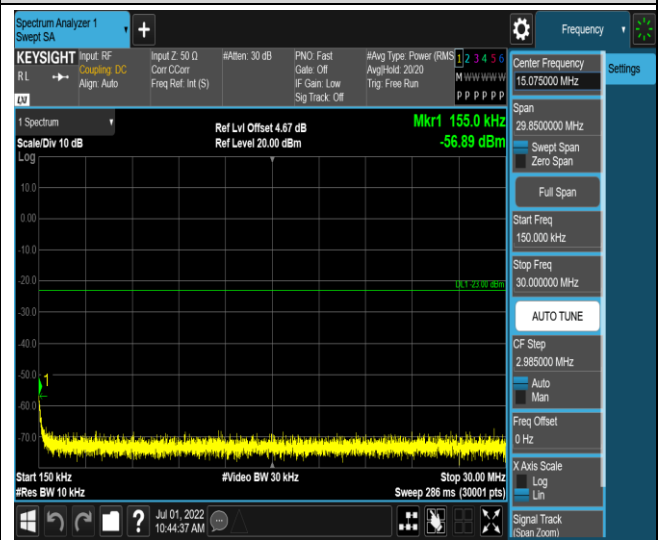 Spectrum Analyzer 1
Swept SA
Frequency
KEYSIGHT
RL
LXI
Input: RF
Coupling: DC
Align: Auto
Input Z: 50 Ω
Corr CCorr
Freq Ref: Int (S)
#Atten: 30 dB
PNO: Fast
Gate: Off
IF Gain: Low
Sig Track: Off
#Avg Type: Power (RMS
Avg|Hold: 20/20
Trig: Free Run
1 2 3 4 5 6
M W W W W W
P P P P P P
1 Spectrum
Scale/Div 10 dB
Ref Lvl Offset 4.67 dB
Ref Level 20.00 dBm
Mkr1 155.0 kHz
-56.89 dBm
Log
10.0
0.00
-10.0
-20.0
DL1 -23.00 dBm
-30.0
-40.0
-50.0
1
-60.0
-70.0
Start 150 kHz
#Video BW 30 kHz
Stop 30.00 MHz
#Res BW 10 kHz
Sweep 286 ms (30001 pts)
Jul 01, 2022
10:44:37 AM
?
Settings
Center Frequency
15.075000 MHz
Span
29.8500000 MHz
Swept Span
Zero Span
Full Span
Start Freq
150.000 kHz
Stop Freq
30.000000 MHz
AUTO TUNE
CF Step
2.985000 MHz
Auto
Man
Freq Offset
0 Hz
X Axis Scale
Log
Lin
Signal Track
(Span Zoom)